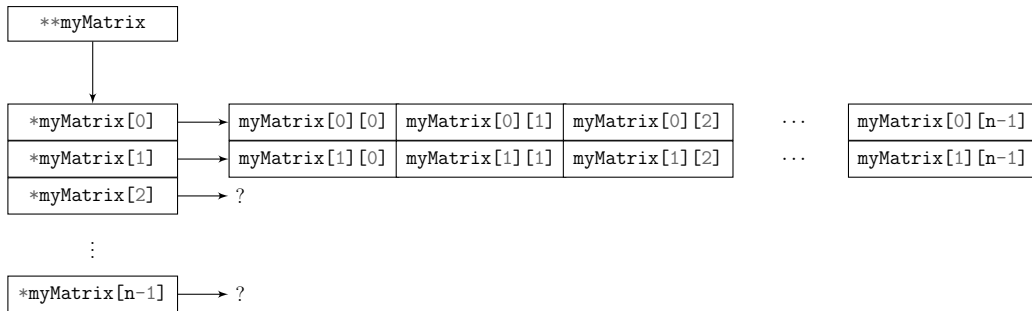 **myMatrix
*myMatrix[0] myMatrix[0][0] myMatrix[0][1] myMatrix[0][2] ... myMatrix[0][n-1]
*myMatrix[1] myMatrix[1][0] myMatrix[1][1] myMatrix[1][2] ... myMatrix[1][n-1]
*myMatrix[2] ?
⋮
*myMatrix[n-1] ?